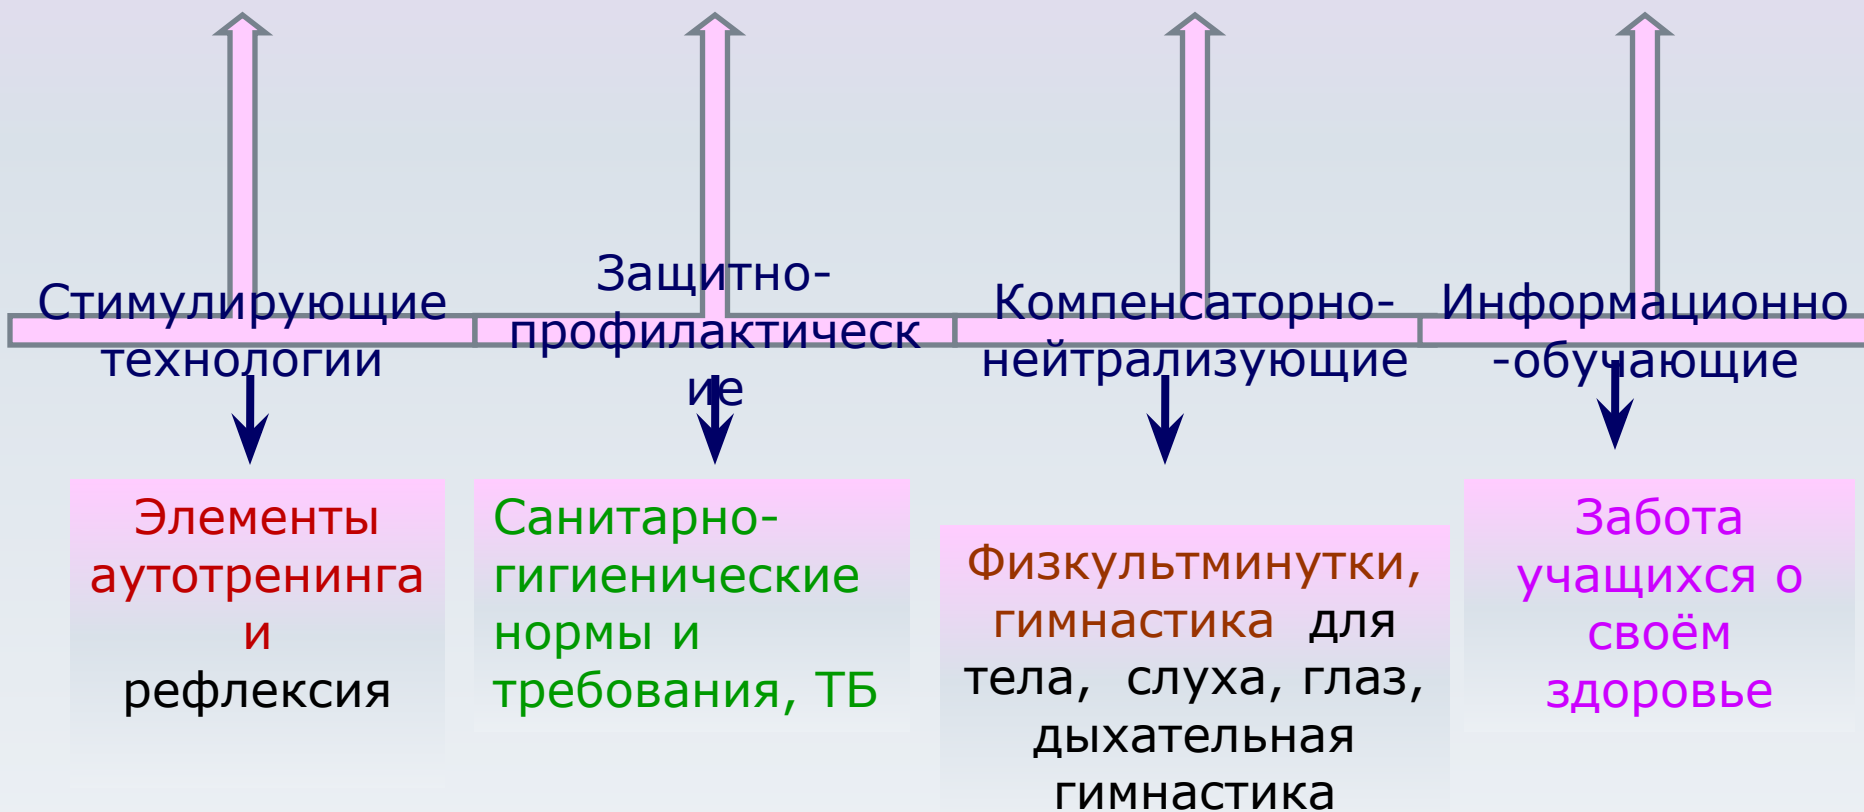 Стимулирующие
технологии
Защитно-
профилактическ
ие
Компенсаторно-
нейтрализующие
Информационно
-обучающие
Элементы
аутотренинга
и
рефлексия
Санитарно-
гигиенические
нормы и
требования, ТБ
Физкультминутки,
гимнастика для
тела, слуха, глаз,
дыхательная
гимнастика
Забота
учащихся о
своём
здоровье